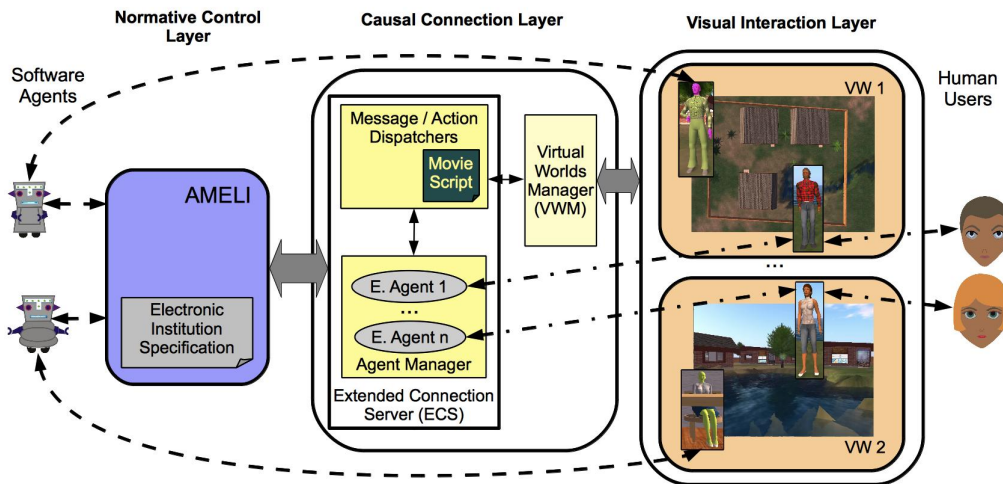 Normative Control
Layer
Causal Connection Layer
Visual Interaction Layer
Software
Agents
AMELI
Electronic
Institution
Specification
Message / Action
Dispatchers
Movie
Script
Virtual
Worlds
Manager
(VWM)
E. Agent 1
...
E. Agent n
Agent Manager
Extended Connection
Server (ECS)
VW 1
...
VW 2
Human
Users